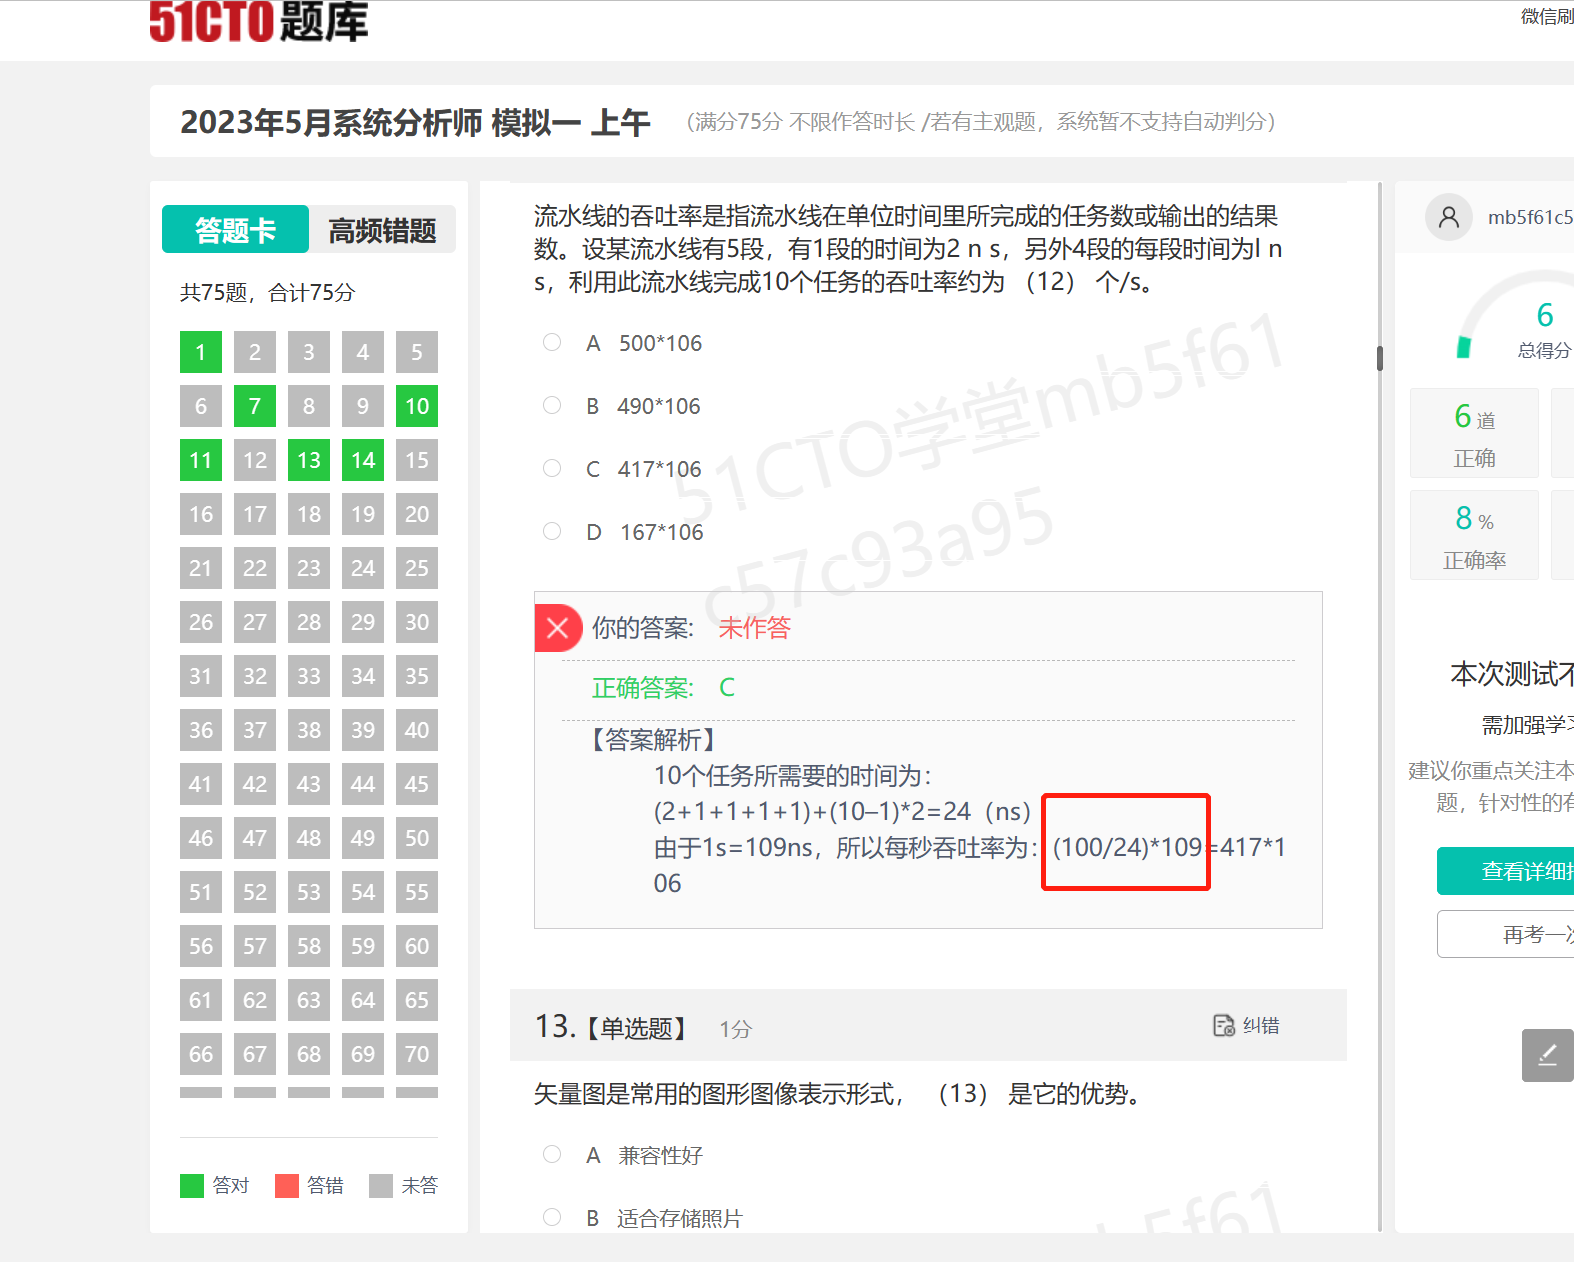 51CTO题库
微信刷
2023年5月系统分析师 模拟一 上午 （满分75分 不限作答时长 /若有主观题，系统暂不支持自动判分）
答题卡 高频错题
共75题，合计75分
1 2 3 4 5
6 7 8 9 10
11 12 13 14 15
16 17 18 19 20
21 22 23 24 25
26 27 28 29 30
31 32 33 34 35
36 37 38 39 40
41 42 43 44 45
46 47 48 49 50
51 52 53 54 55
56 57 58 59 60
61 62 63 64 65
66 67 68 69 70
答对 答错 未答
流水线的吞吐率是指流水线在单位时间里所完成的任务数或输出的结果
数。设某流水线有5段，有1段的时间为2 n s，另外4段的每段时间为l n
s，利用此流水线完成10个任务的吞吐率约为 （12） 个/s。
A 500*106
B 490*106
C 417*106
D 167*106
51CTO学堂mb5f61
c57c93a95
你的答案: 未作答
正确答案: C
【答案解析】
10个任务所需要的时间为：
(2+1+1+1+1)+(10–1)*2=24（ns）
由于1s=109ns，所以每秒吞吐率为：(100/24)*109=417*1
06
13.【单选题】 1分 纠错
矢量图是常用的图形图像表示形式， （13） 是它的优势。
A 兼容性好
B 适合存储照片
mb5f61c5
6
总得分
6 道
正确
8 %
正确率
本次测试不
需加强学习
建议你重点关注本
题，针对性的有
查看详细
再考一次